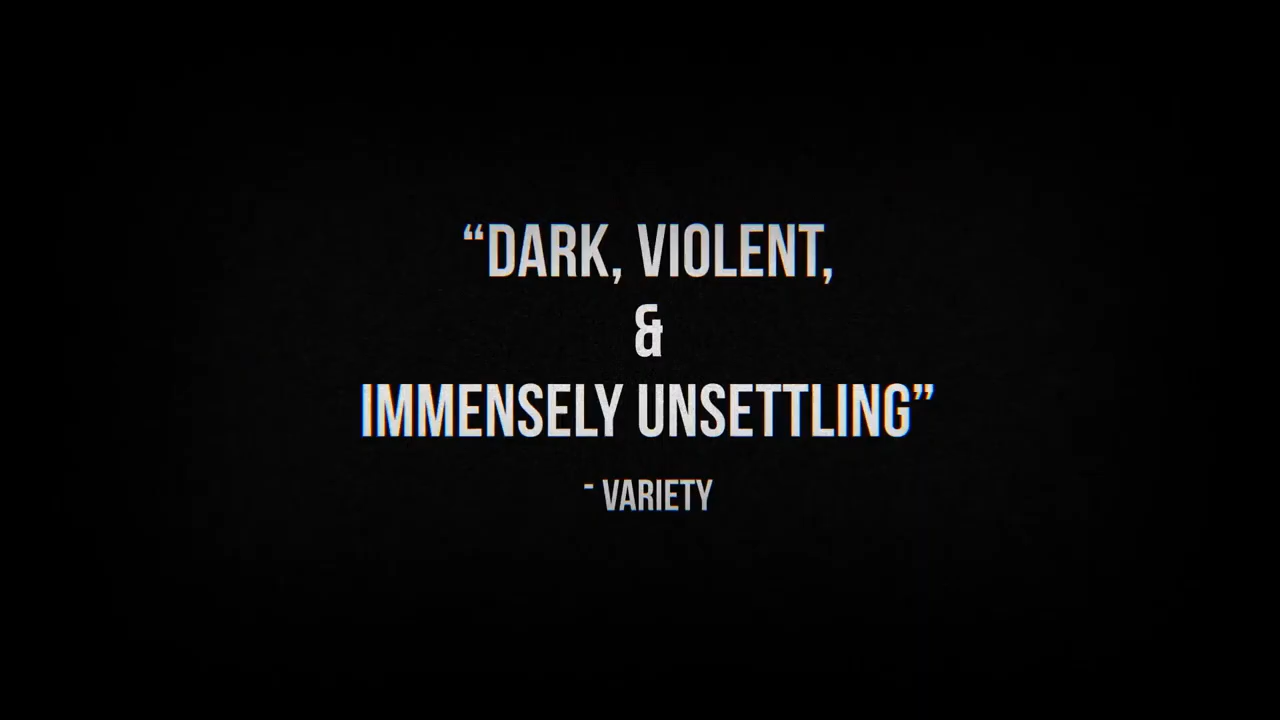 “DARK, VIOLENT,
&
IMMENSELY UNSETTLING”
- VARIETY